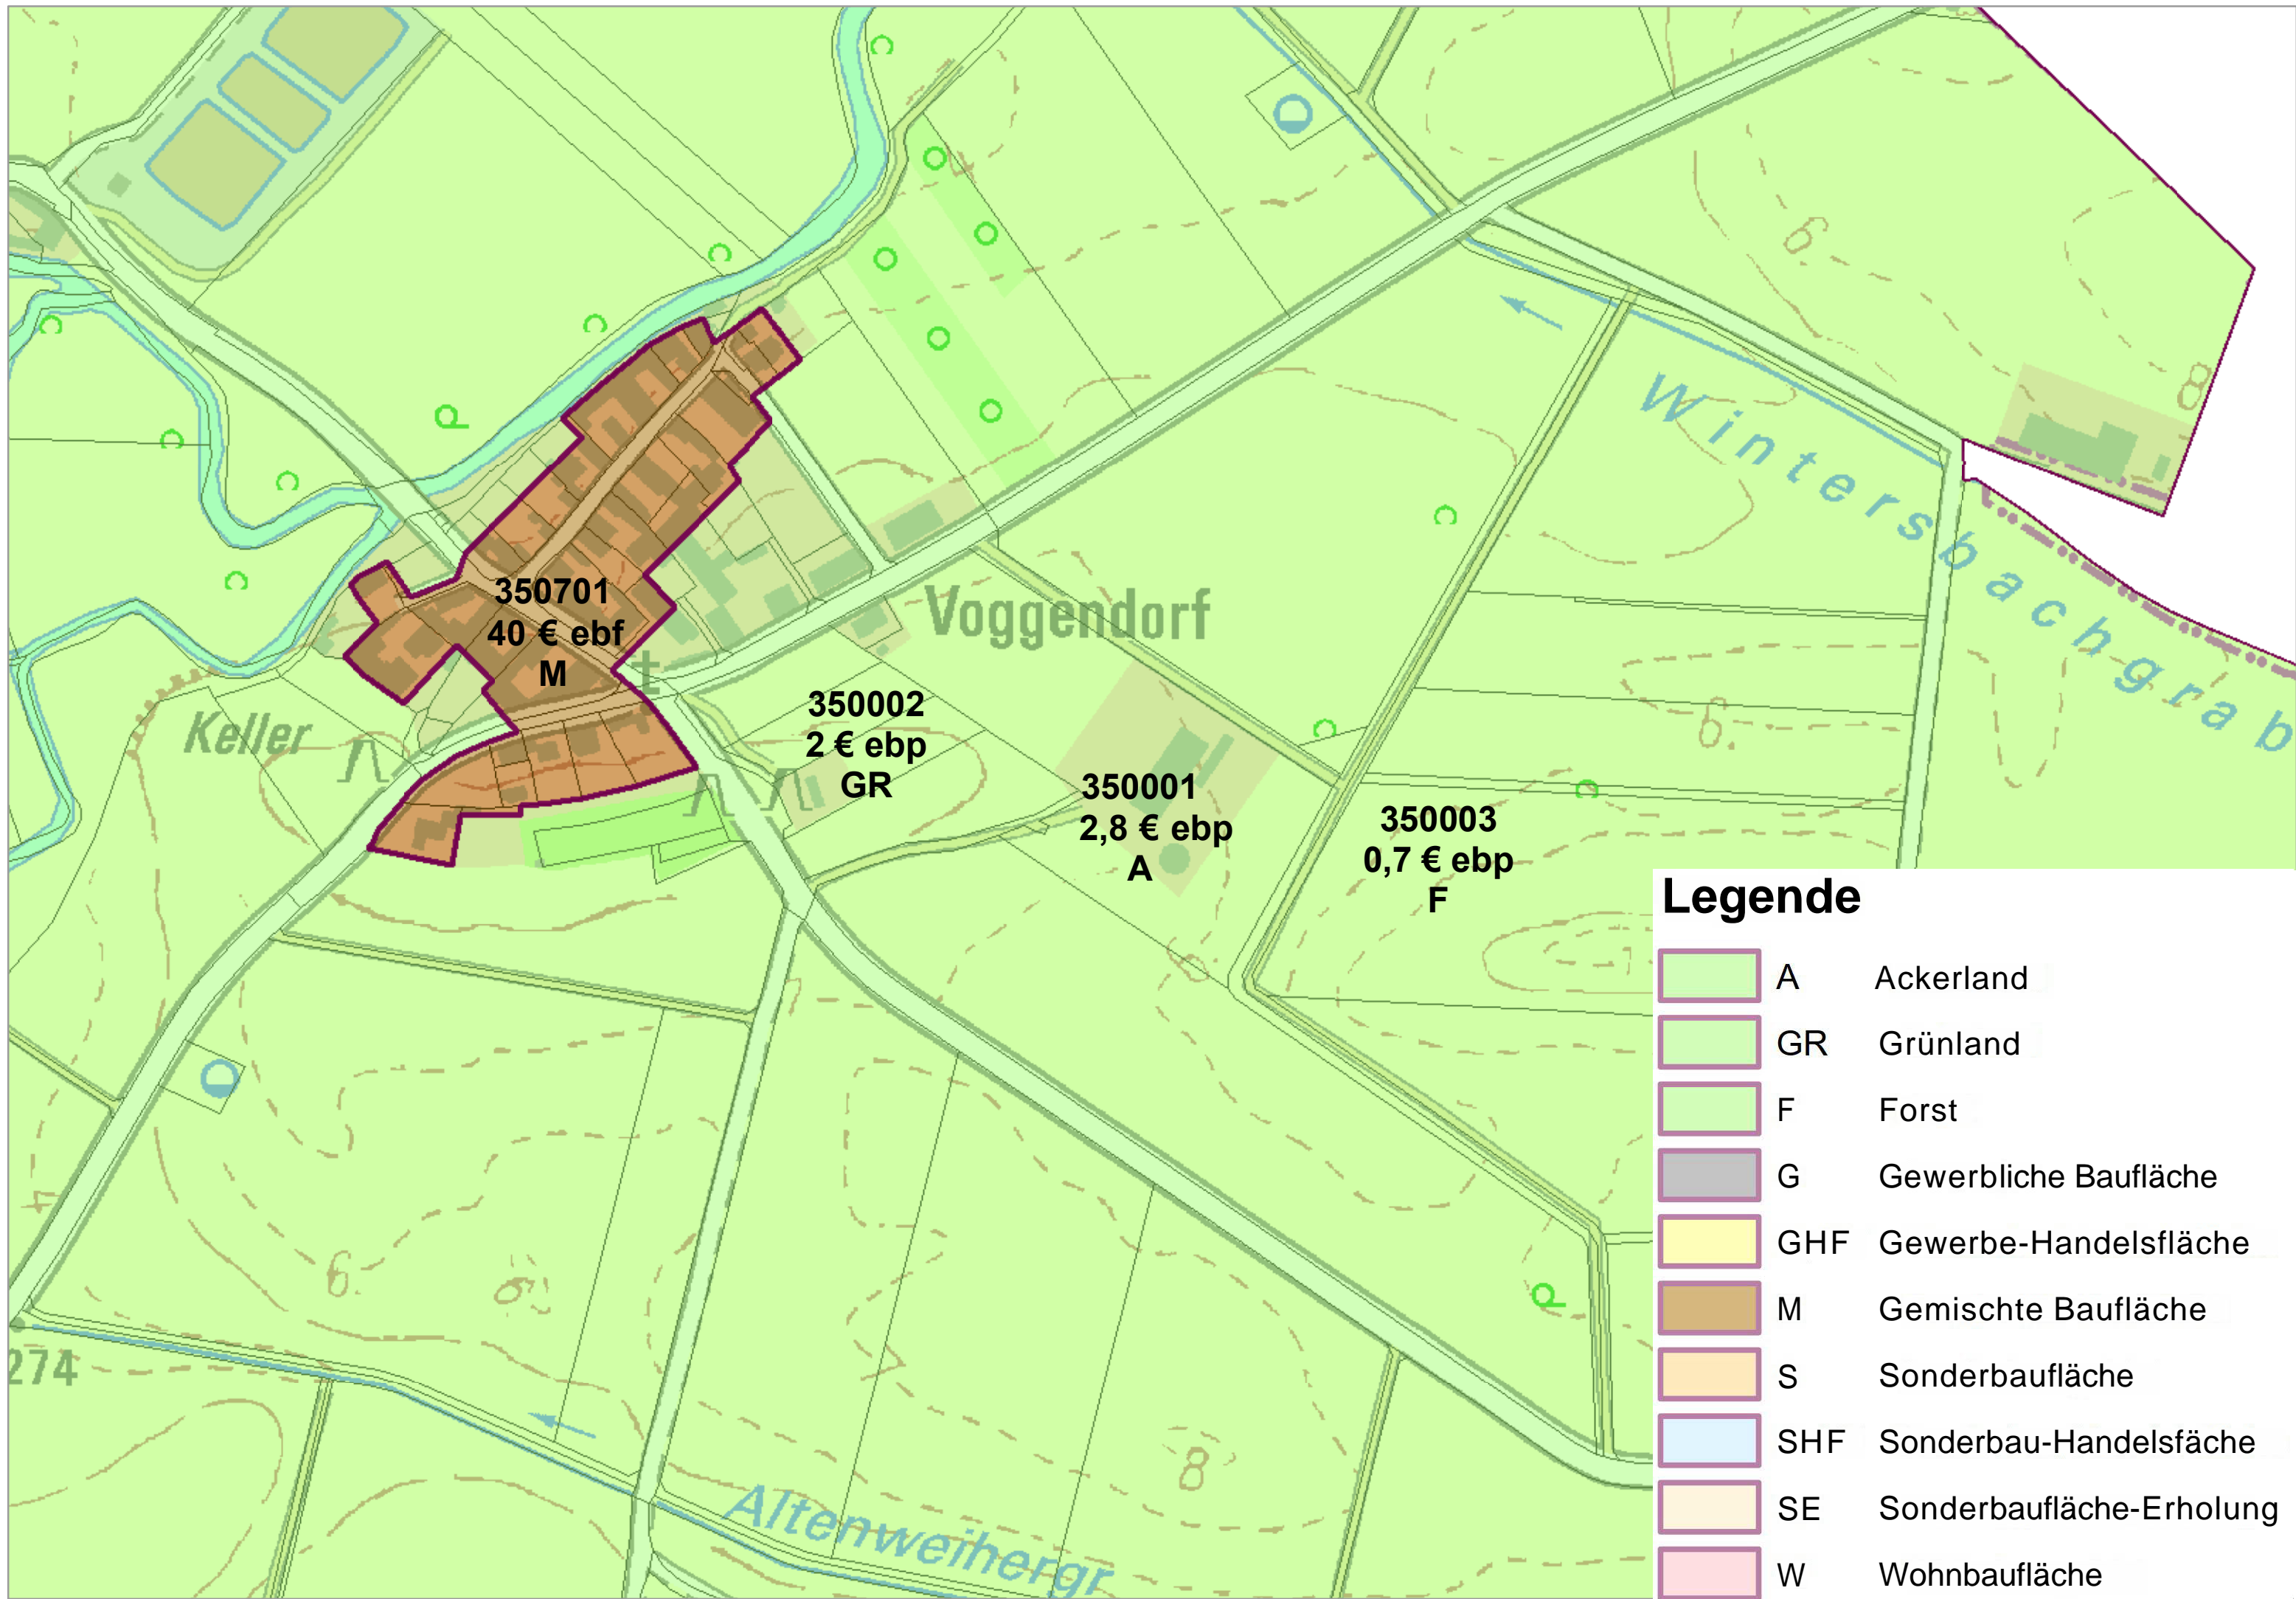 Wintersbachgrab
350701
40 € ebf
M
Voggendorf
t
Keller
350002
2 € ebp
GR
350001
2,8 € ebp
A
350003
0,7 € ebp
F
274
Altenweihergr
Legende
A Ackerland
GR Grünland
F Forst
G Gewerbliche Baufläche
GHF Gewerbe-Handelsfläche
M Gemischte Baufläche
S Sonderbaufläche
SHF Sonderbau-Handelsfäche
SE Sonderbaufläche-Erholung
W Wohnbaufläche